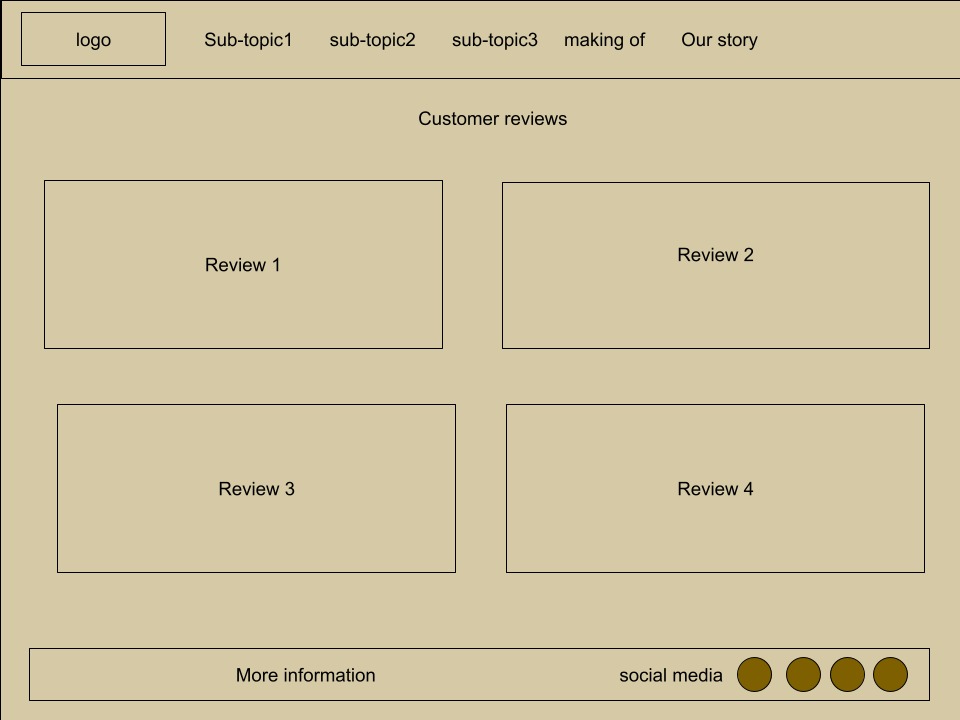 logo
Sub-topic1 sub-topic2 sub-topic3 making of Our story
Customer reviews
Review 1
Review 2
Review 3
Review 4
More information
social media